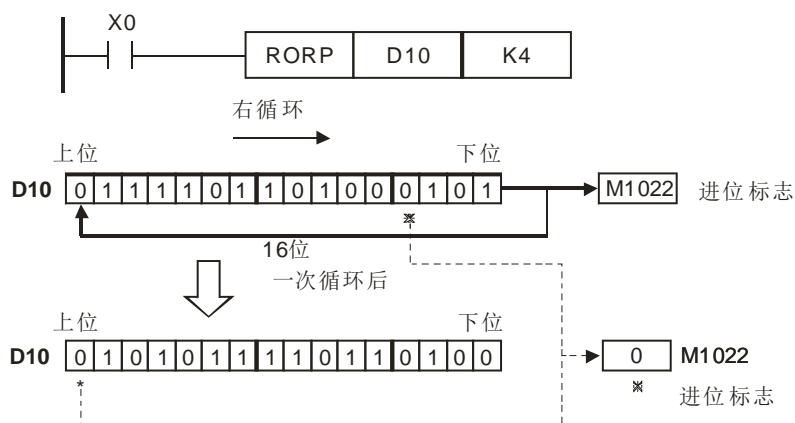 X0
RORP D10 K4
右循环
上位 下位
D10 0 1 1 1 1 0 1 1 0 1 0 0 0 1 0 1 M1022 进位标志
※
16位
一次循环后
上位 下位
D10 0 1 0 1 0 1 1 1 1 0 1 1 0 1 0 0 0 M1022
* ※ 进位标志